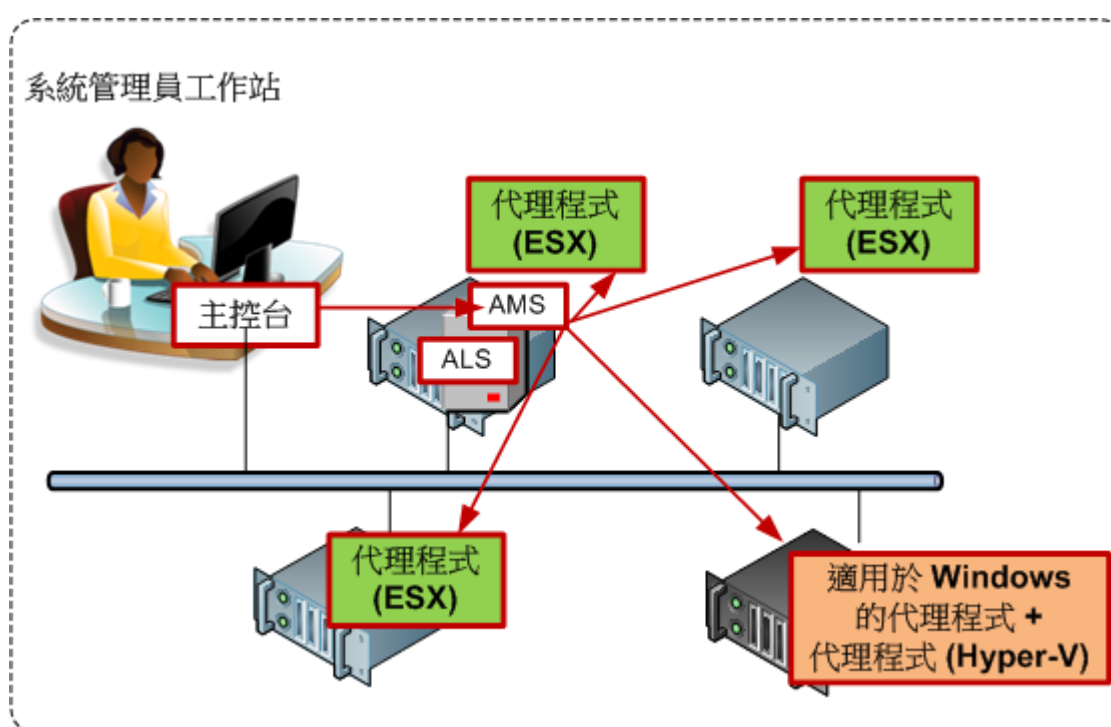 系統管理員工作站
代理程式
(ESX)
代理程式
(ESX)
主控台
AMS
ALS
代理程式
(ESX)
適用於 Windows
的代理程式 +
代理程式 (Hyper-V)